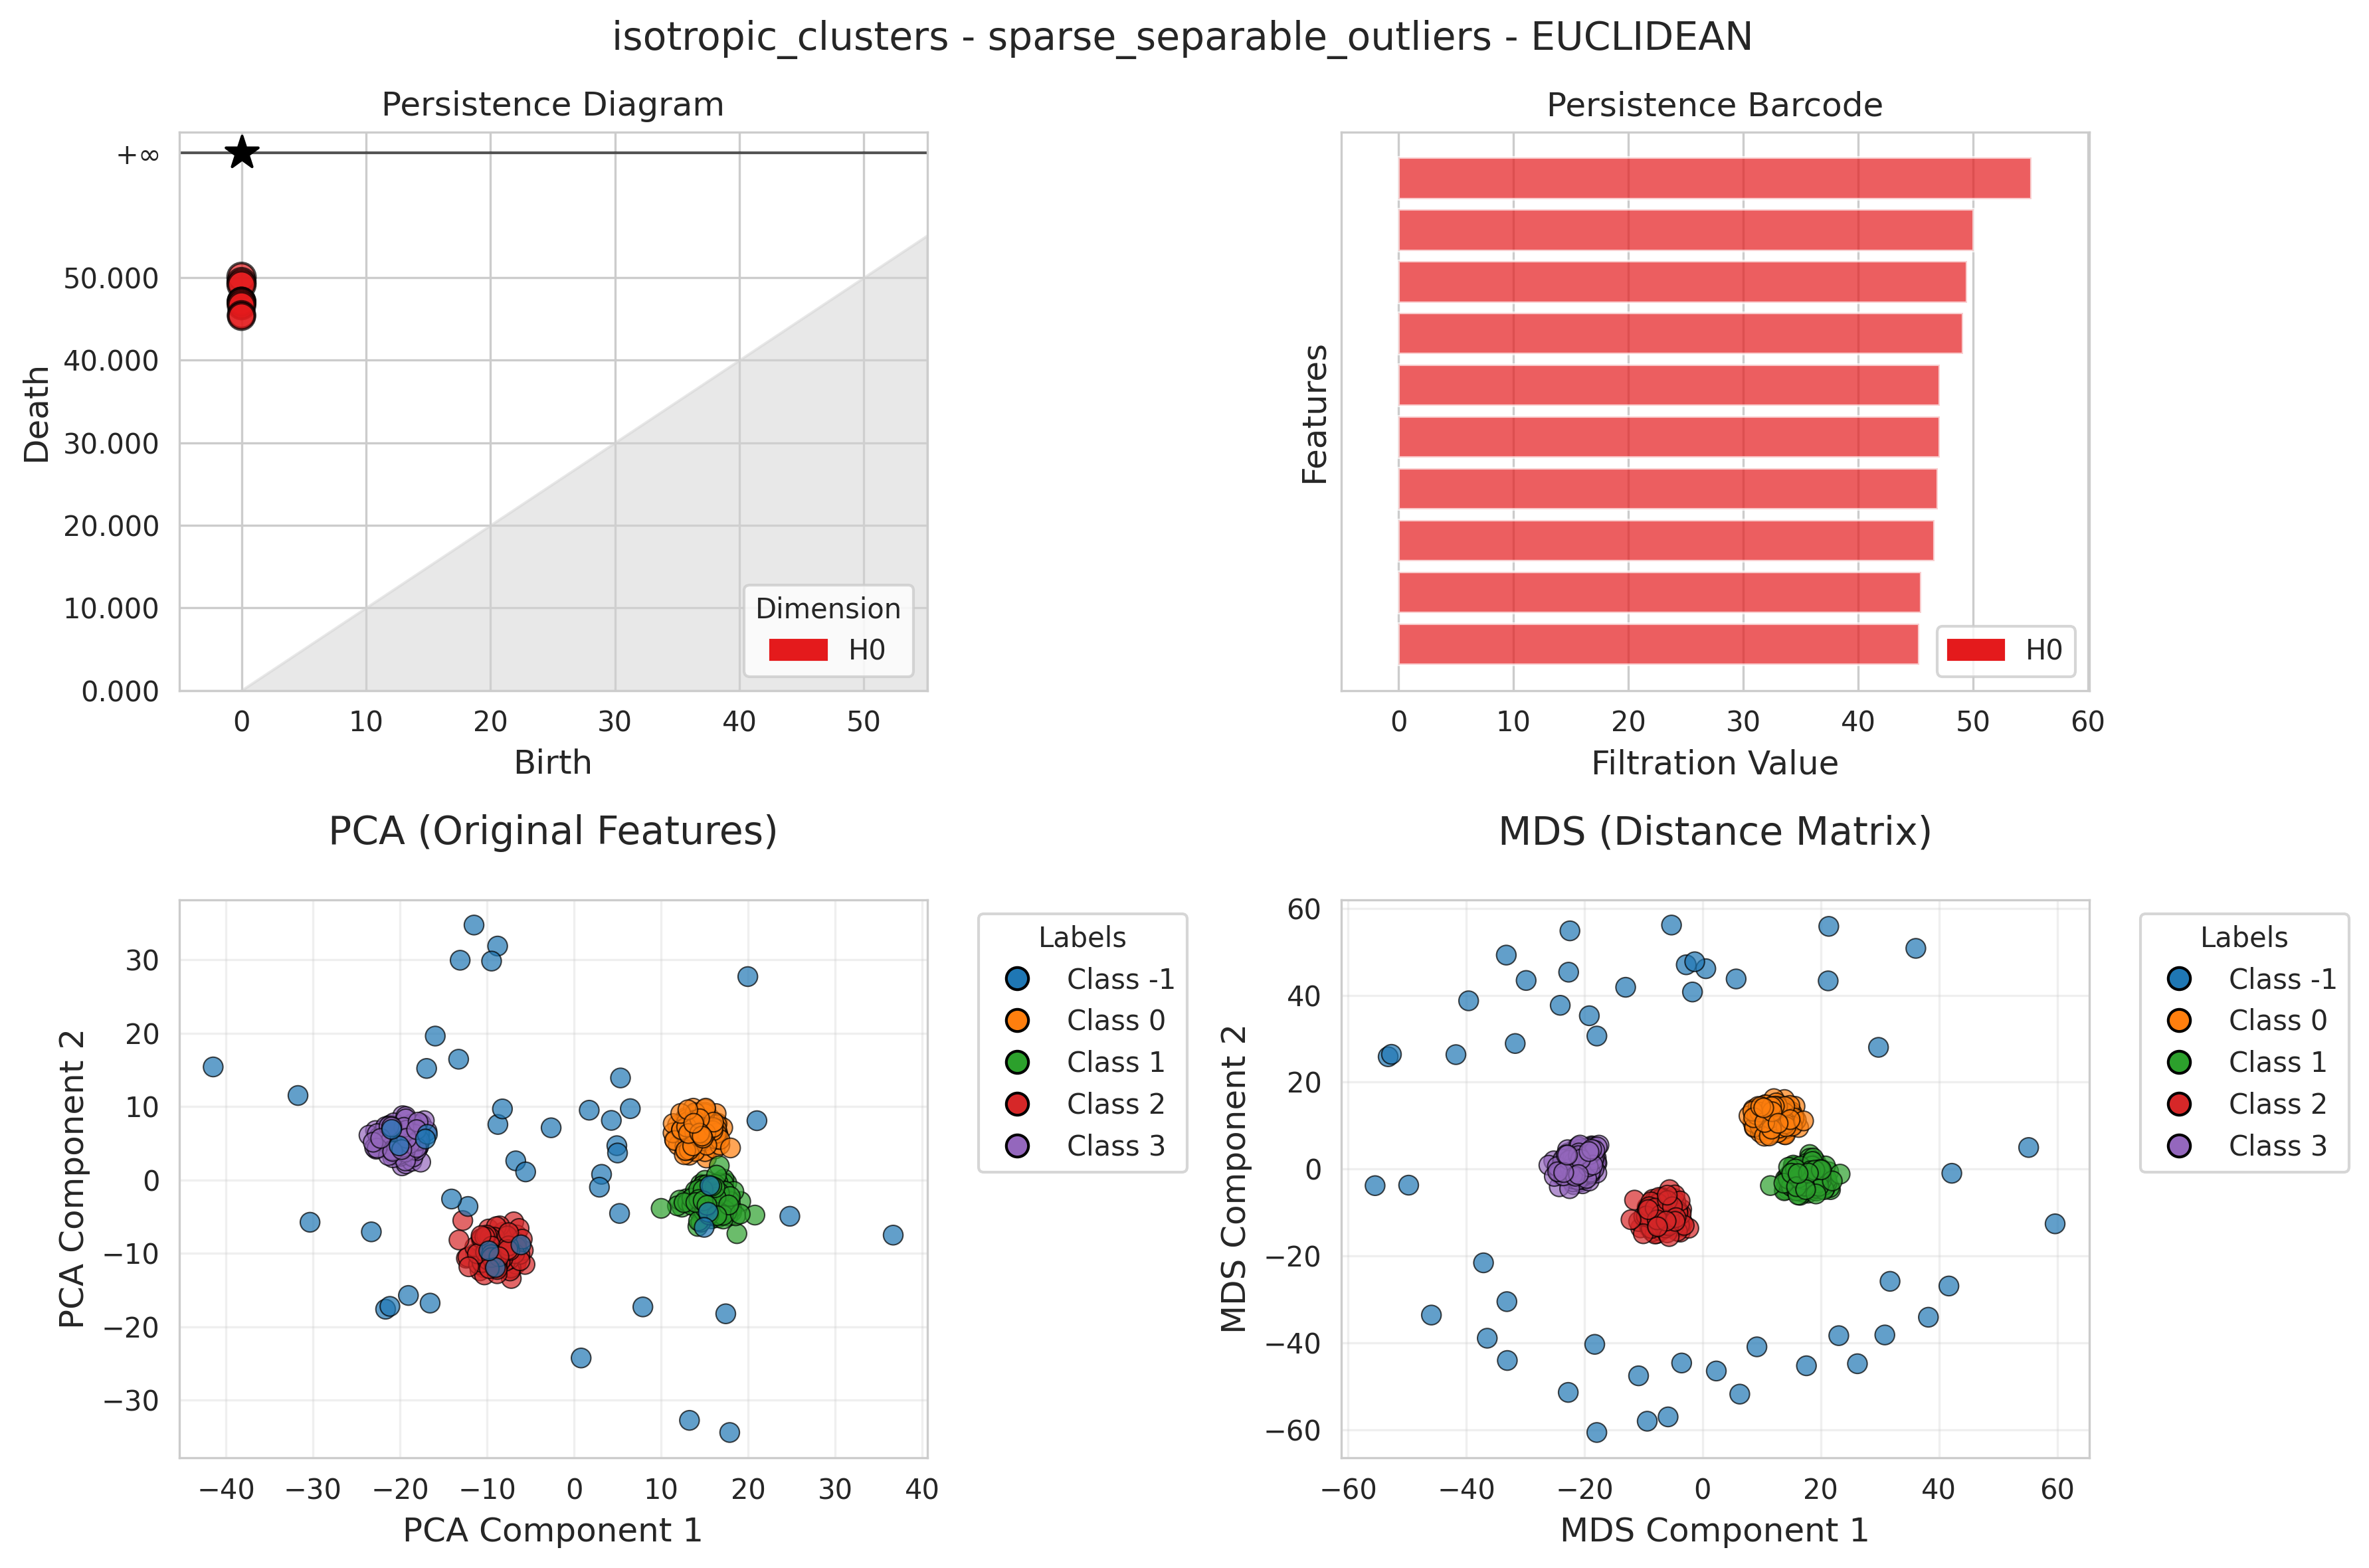 isotropic_clusters - sparse_separable_outliers - EUCLIDEAN
Persistence Diagram
+∞
50.000
40.000
30.000
20.000
10.000
0.000
Death
0 10 20 30 40 50
Birth
Dimension
H0
Persistence Barcode
Features
0 10 20 30 40 50 60
Filtration Value
H0
PCA (Original Features)
30
20
10
0
−10
−20
−30
PCA Component 2
−40 −30 −20 −10 0 10 20 30 40
PCA Component 1
Labels
Class -1
Class 0
Class 1
Class 2
Class 3
MDS (Distance Matrix)
60
40
20
0
−20
−40
−60
MDS Component 2
−60 −40 −20 0 20 40 60
MDS Component 1
Labels
Class -1
Class 0
Class 1
Class 2
Class 3